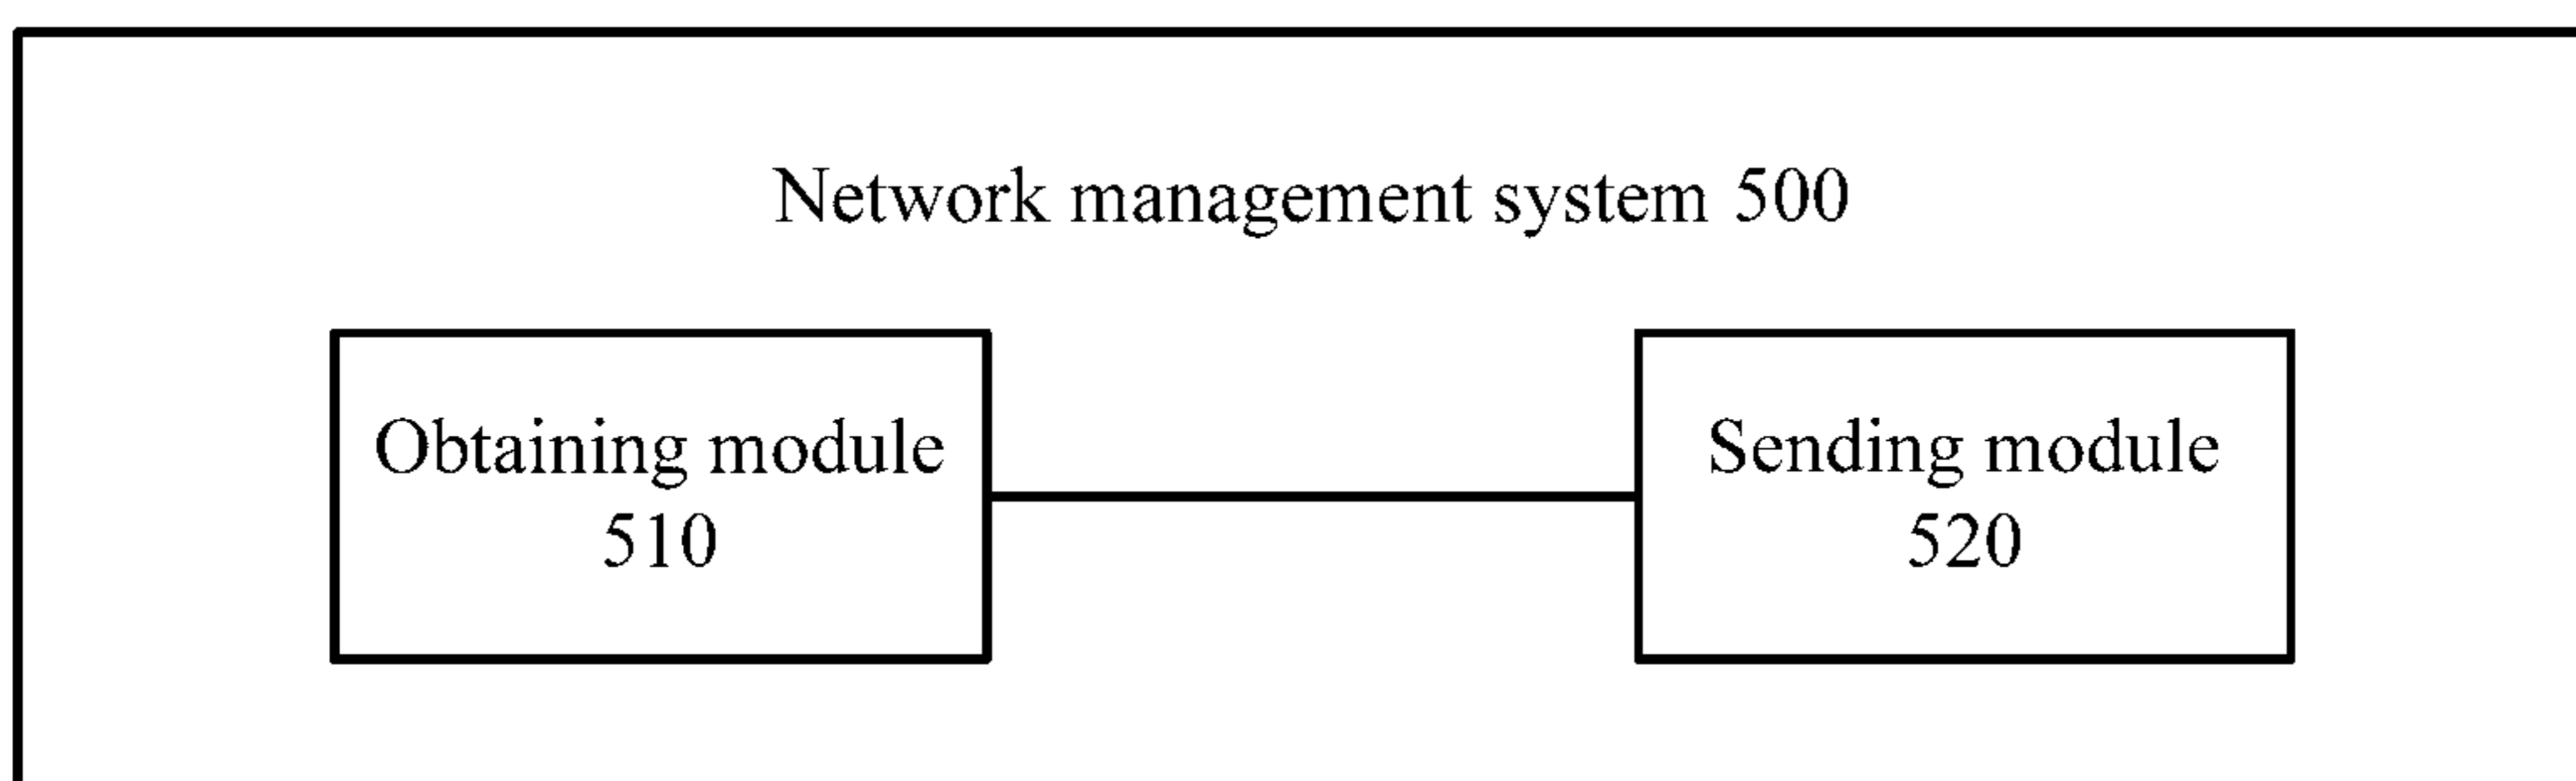 Network management system 500
Obtaining module
510
Sending module
520